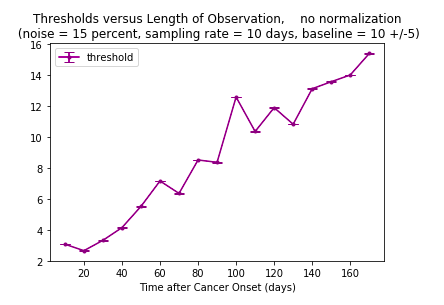 Thresholds versus Length of Observation,    no normalization
(noise = 15 percent, sampling rate = 10 days, baseline = 10 +/-5)
threshold
16
14
12
10
8
6
4
2
20 40 60 80 100 120 140 160
Time after Cancer Onset (days)